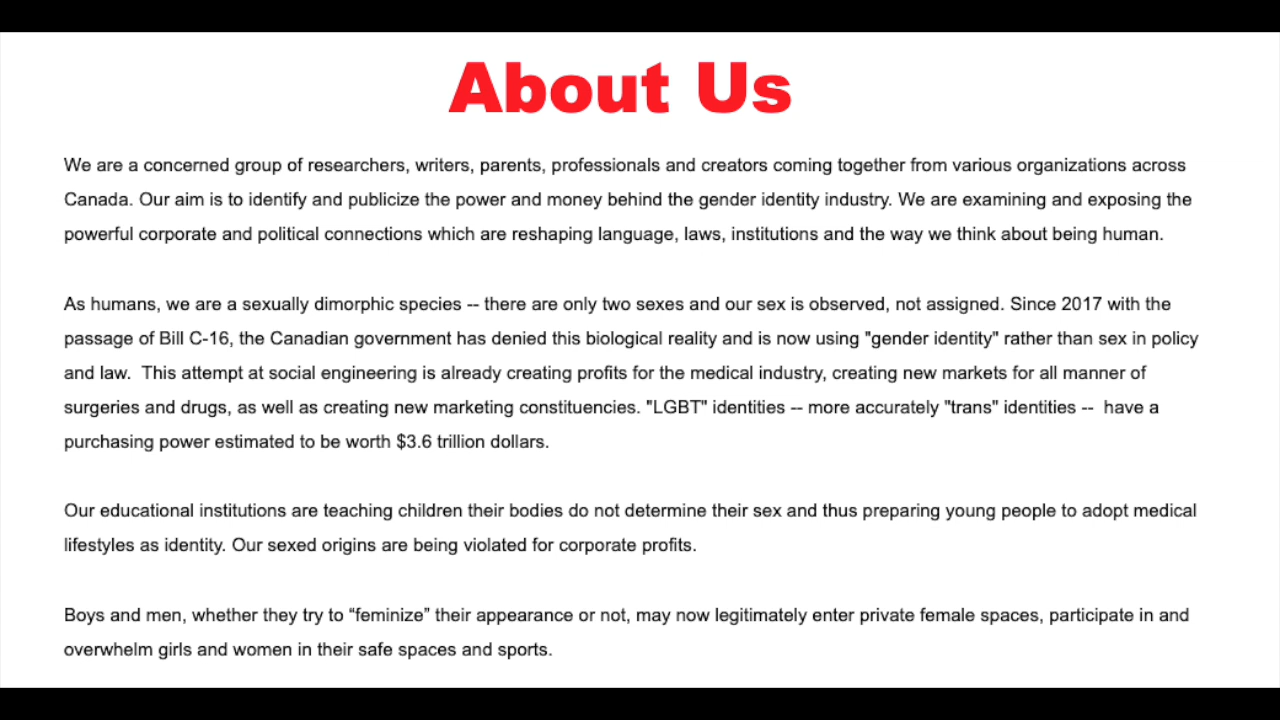 About Us
We are a concerned group of researchers, writers, parents, professionals and creators coming together from various organizations across
Canada. Our aim is to identify and publicize the power and money behind the gender identity industry. We are examining and exposing the
powerful corporate and political connections which are reshaping language, laws, institutions and the way we think about being human.
As humans, we are a sexually dimorphic species -- there are only two sexes and our sex is observed, not assigned. Since 2017 with the
passage of Bill C-16, the Canadian government has denied this biological reality and is now using "gender identity" rather than sex in policy
and law.  This attempt at social engineering is already creating profits for the medical industry, creating new markets for all manner of
surgeries and drugs, as well as creating new marketing constituencies. "LGBT" identities -- more accurately "trans" identities --  have a
purchasing power estimated to be worth $3.6 trillion dollars.
Our educational institutions are teaching children their bodies do not determine their sex and thus preparing young people to adopt medical
lifestyles as identity. Our sexed origins are being violated for corporate profits.
Boys and men, whether they try to “feminize” their appearance or not, may now legitimately enter private female spaces, participate in and
overwhelm girls and women in their safe spaces and sports.